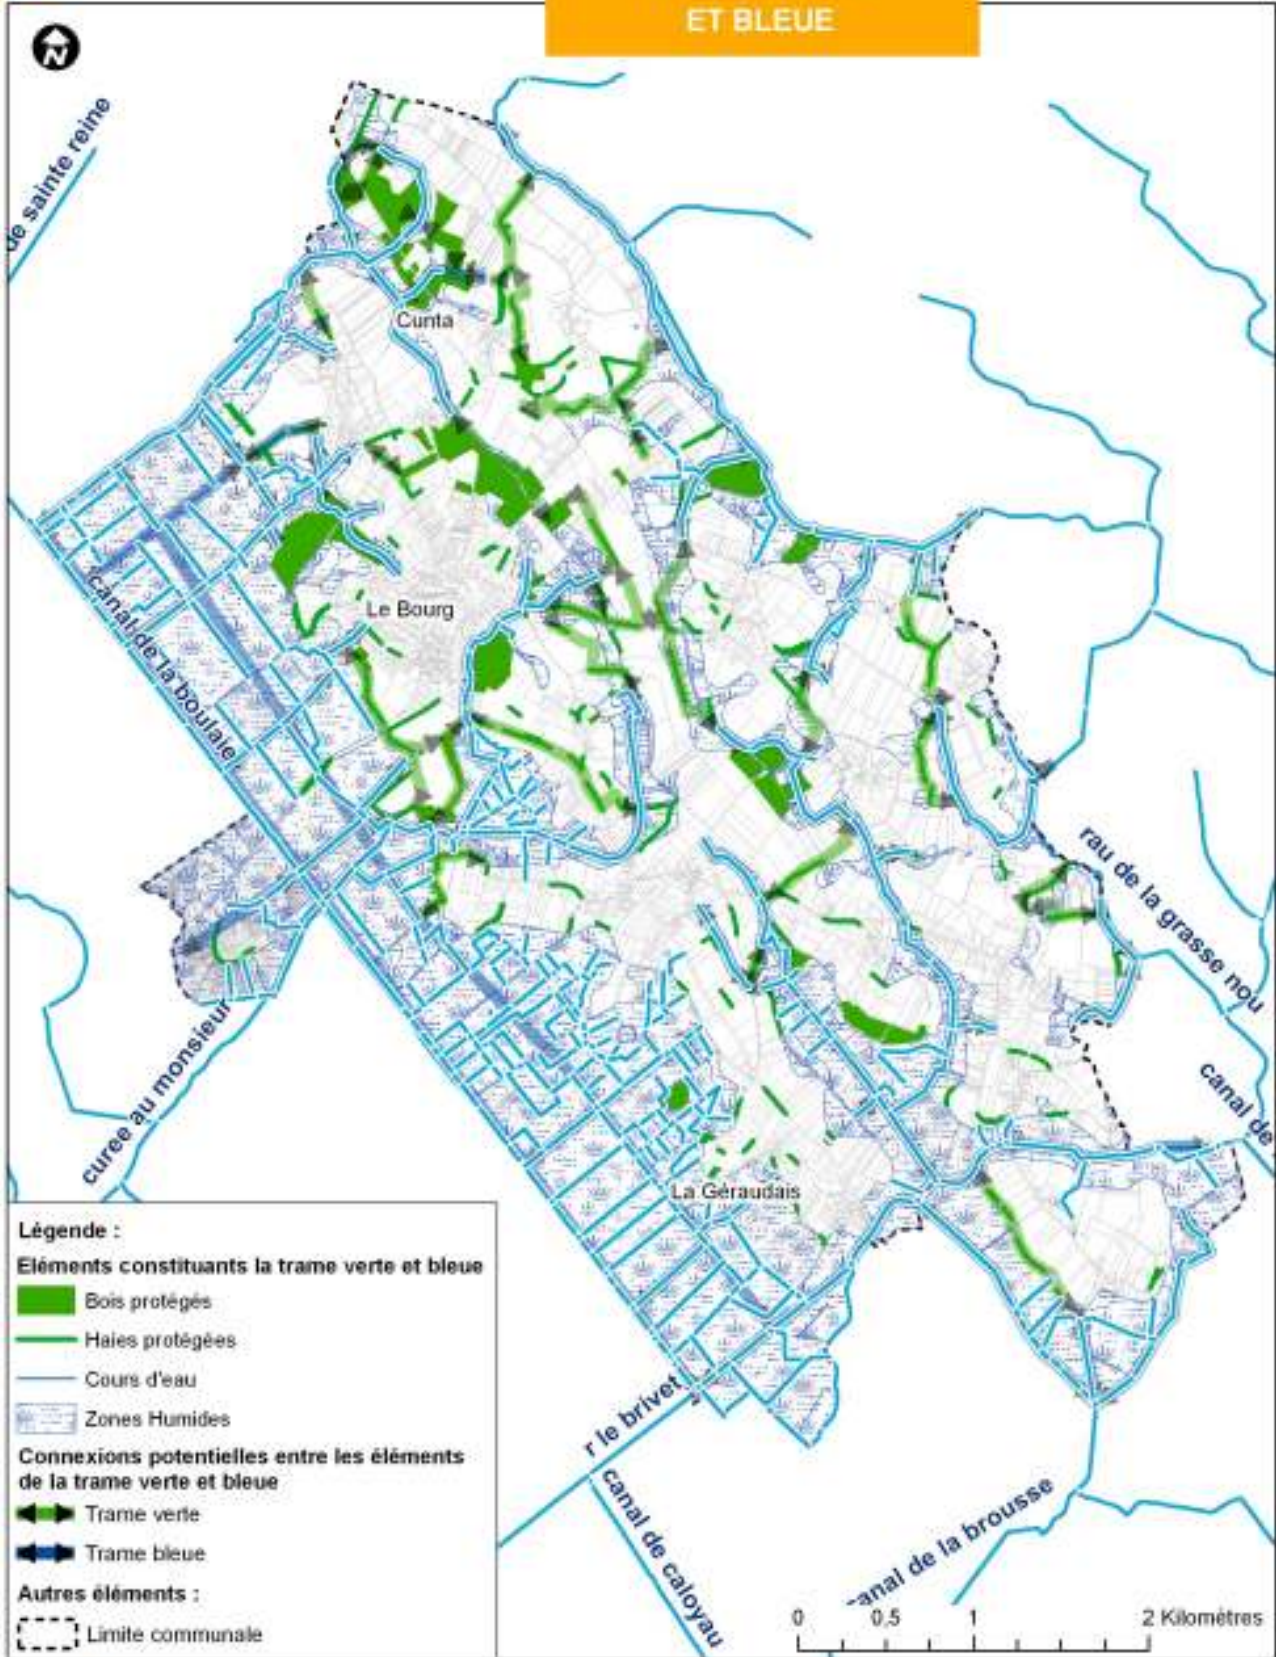 ET BLEUE
N
de sainte reine
Cunta
Le Bourg
canal de la boulaie
rau de la grasse nou
canal de
curee au monsieur
La Géraudais
r le brivet
canal de caloyau
canal de la brousse
Légende :
Eléments constituants la trame verte et bleue
Bois protégés
Haies protégées
Cours d'eau
Zones Humides
Connexions potentielles entre les éléments
de la trame verte et bleue
Trame verte
Trame bleue
Autres éléments :
Limite communale
0 0,5 1 2 Kilomètres